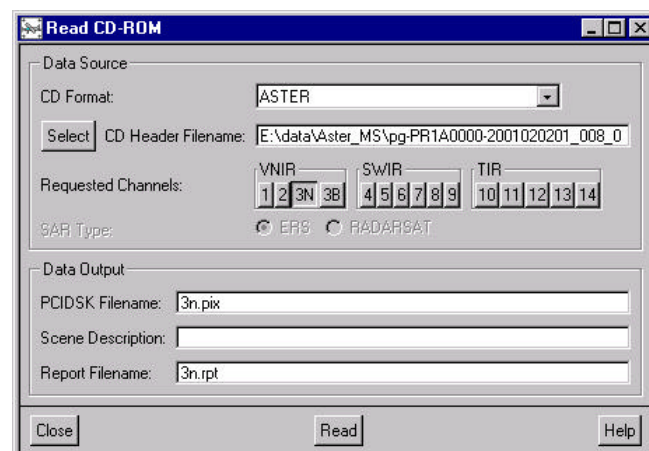 Read CD-ROM
Data Source
CD Format: ASTER
Select CD Header Filename: E:\data\Aster_MS\pg-PR1A0000-2001020201_008_0
VNIR SWIR TIR
Requested Channels: 1 2 3N 3B 4 5 6 7 8 9 10 11 12 13 14
SAR Type: ERS RADARSAT
Data Output
PCIDSK Filename: 3n.pix
Scene Description:
Report Filename: 3n.rpt
Close Read Help